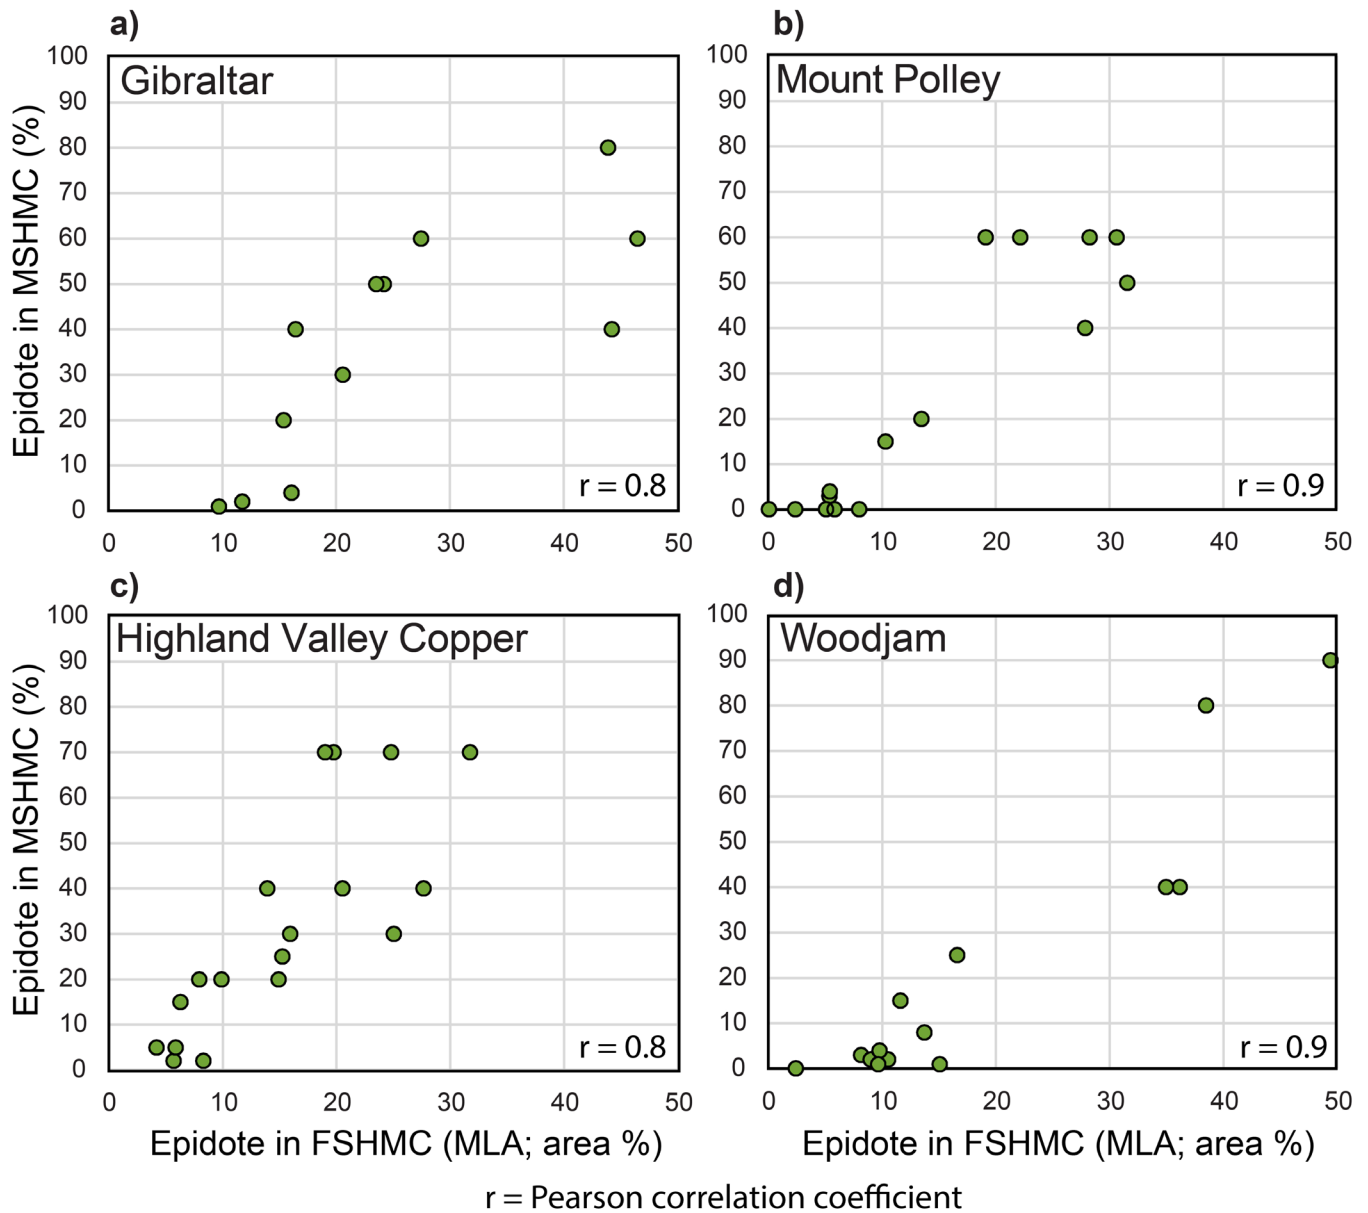 a)
Gibraltar
Epidote in MSHMC (%)
100
90
80
70
60
50
40
30
20
10
0
r = 0.8
0 10 20 30 40 50
b)
Mount Polley
100
90
80
70
60
50
40
30
20
10
0
r = 0.9
0 10 20 30 40 50
c)
Highland Valley Copper
Epidote in MSHMC (%)
100
90
80
70
60
50
40
30
20
10
0
r = 0.8
0 10 20 30 40 50
Epidote in FSHMC (MLA; area %)
d)
Woodjam
100
90
80
70
60
50
40
30
20
10
0
r = 0.9
0 10 20 30 40 50
Epidote in FSHMC (MLA; area %)
r = Pearson correlation coefficient